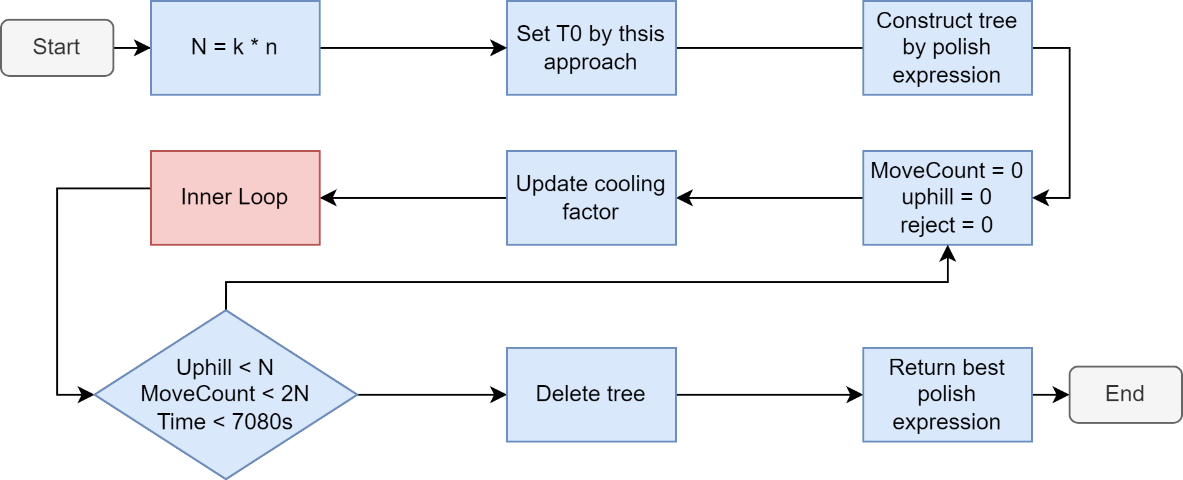 Start
N = k * n
Set T0 by thsis
approach
Construct tree
by polish
expression
MoveCount = 0
uphill = 0
reject = 0
Update cooling
factor
Inner Loop
Uphill < N
MoveCount < 2N
Time < 7080s
Delete tree
Return best
polish
expression
End